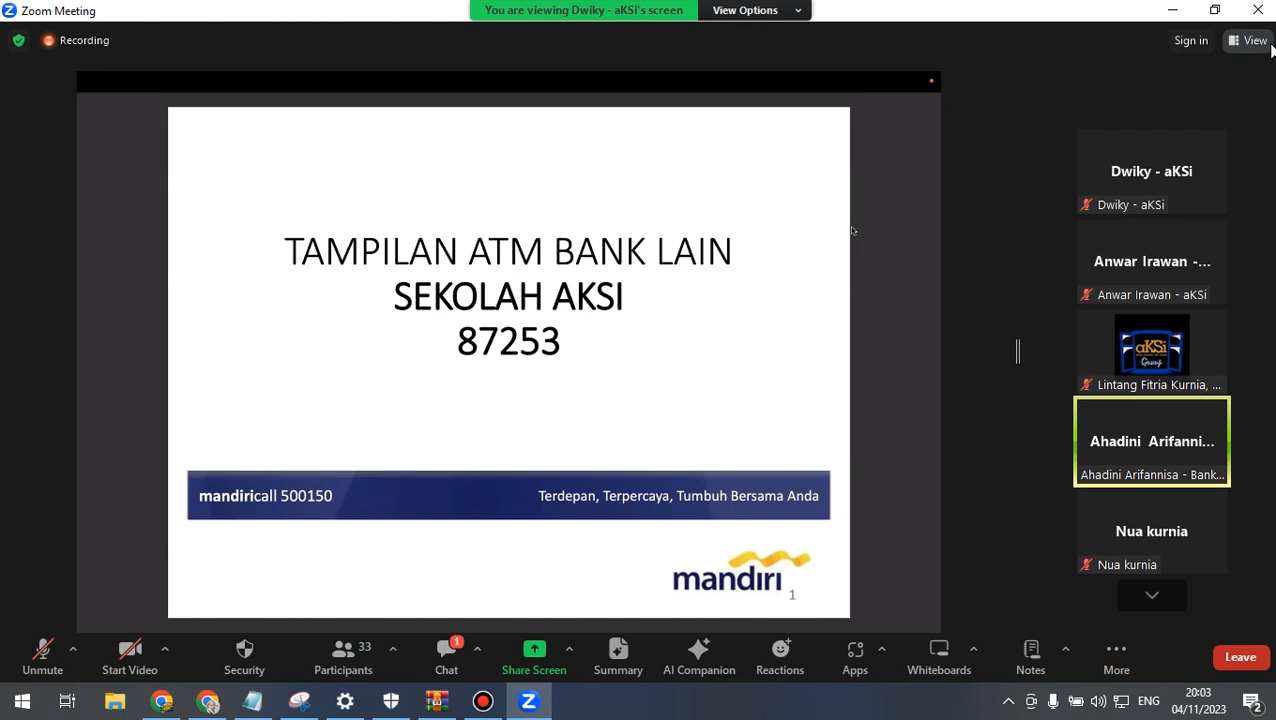 Zoom Meeting
You are viewing Dwiky - aKSi's screen
View Options
Recording
Sign in
View
TAMPILAN ATM BANK LAIN
SEKOLAH AKSI
87253
mandiricall 500150
Terdepan, Terpercaya, Tumbuh Bersama Anda
mandiri
1
Dwiky - aKSi
Dwiky - aKSi
Anwar Irawan -...
Anwar Irawan - aKSi
aKSi
Group
Lintang Fitria Kurnia, ...
Ahadini Arifanni...
Ahadini Arifannisa - Bank...
Nua kurnia
Nua kurnia
Unmute
Start Video
Security
33
Participants
1
Chat
Share Screen
Summary
AI Companion
Reactions
Apps
Whiteboards
Notes
More
Leave
ENG
20:03
04/11/2023
2